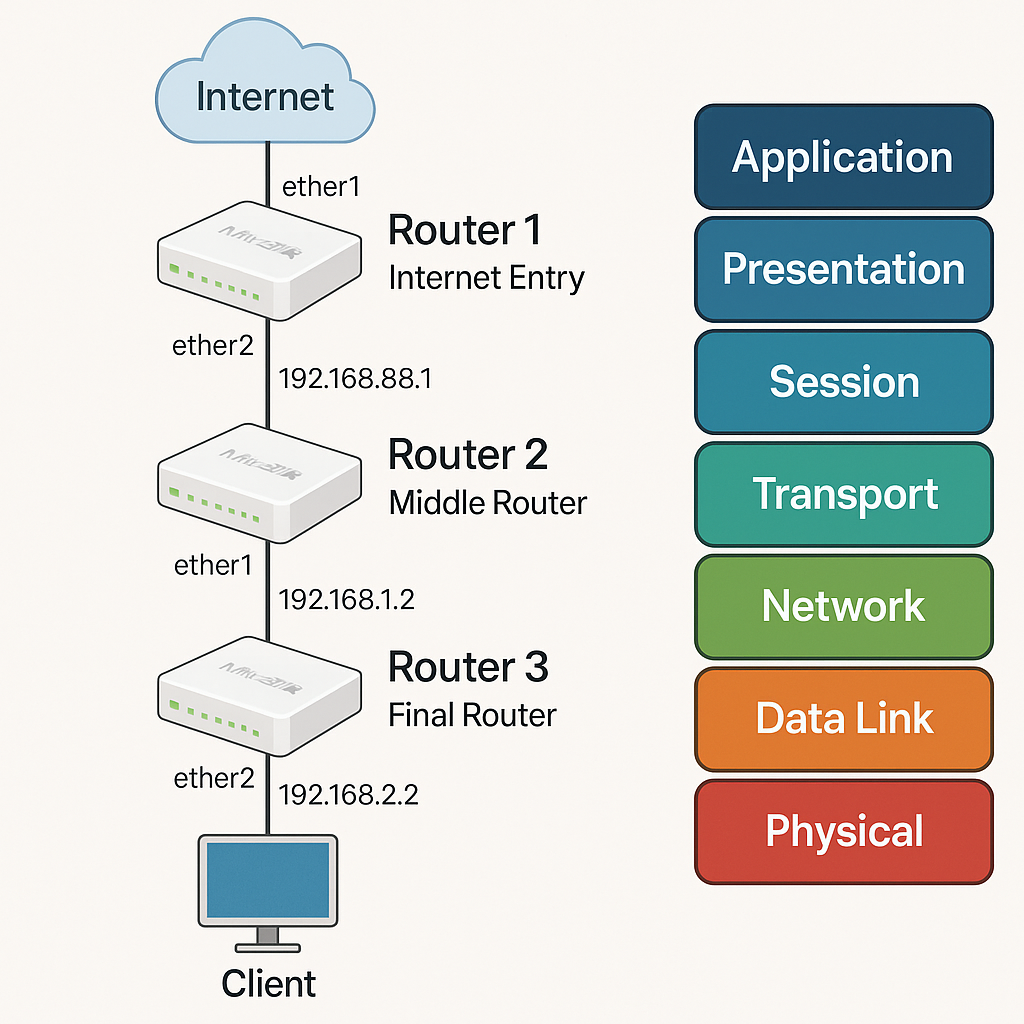 Internet
ether1
Router 1
Internet Entry
ether2
192.168.88.1
Router 2
Middle Router
ether1
192.168.1.2
Router 3
Final Router
ether2
192.168.2.2
Client
Application
Presentation
Session
Transport
Network
Data Link
Physical